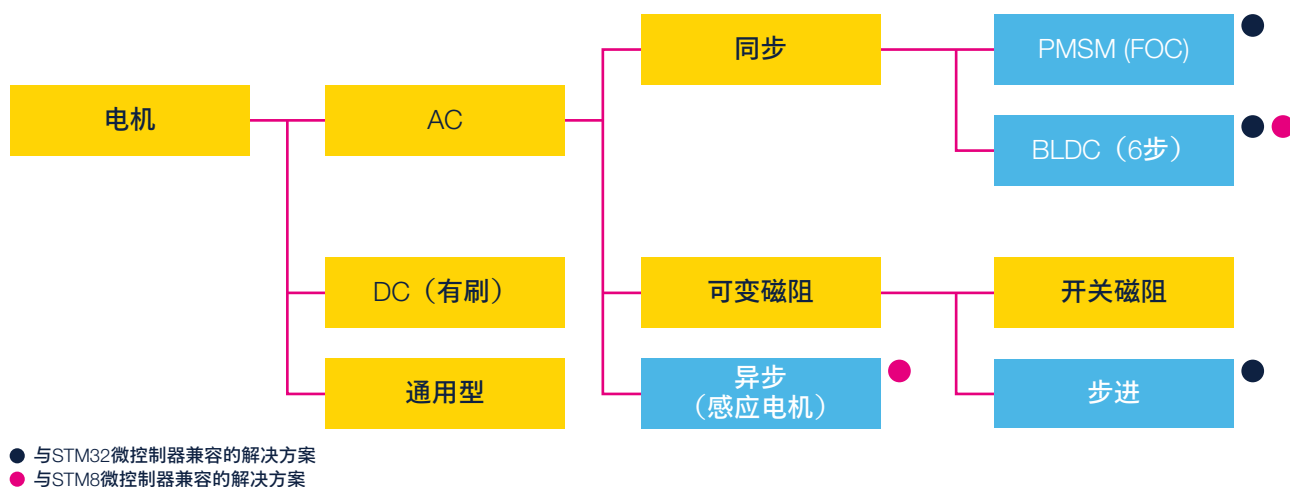 同步
PMSM (FOC)
电机
AC
BLDC（6步）
DC（有刷）
可变磁阻
开关磁阻
通用型
异步
（感应电机）
步进
与STM32微控制器兼容的解决方案
与STM8微控制器兼容的解决方案